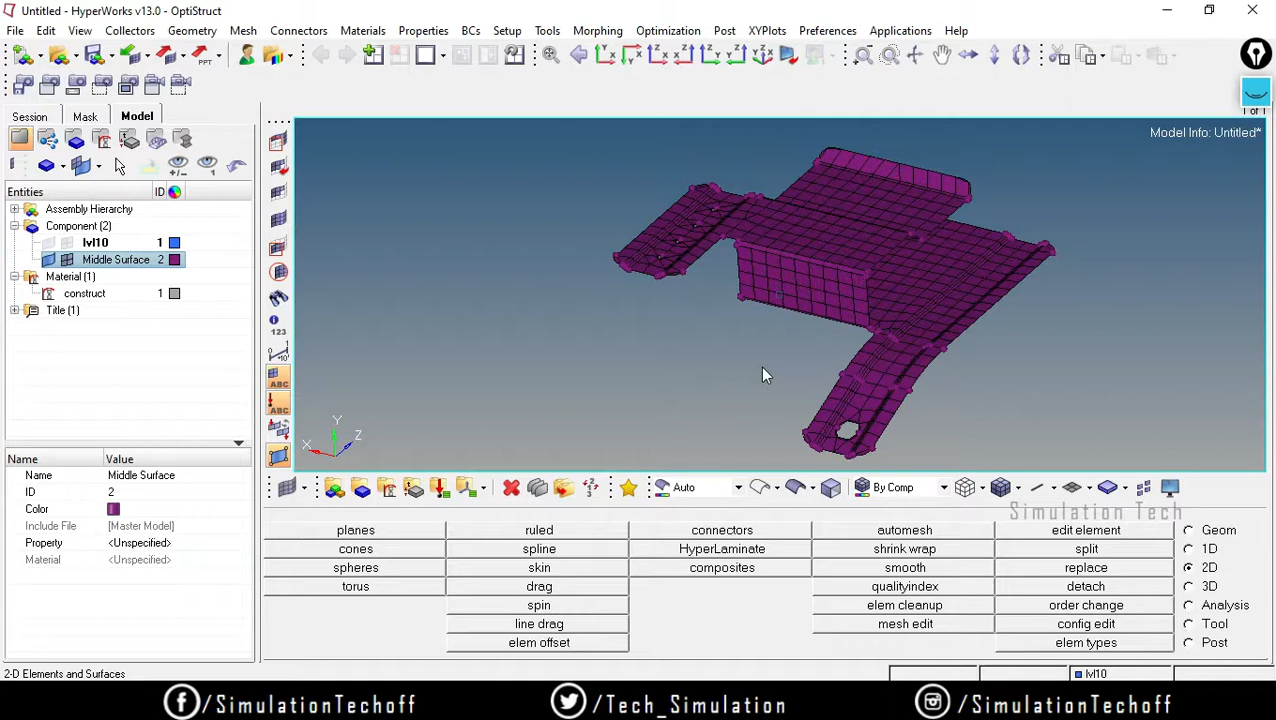 Untitled - HyperWorks v13.0 - OptiStruct
File Edit View Collectors Geometry Mesh Connectors Materials Properties BCs Setup Tools Morphing Optimization Post XYPlots Preferences Applications Help
Session Mask Model
1 of 1
Model Info: Untitled*
Entities ID
Assembly Hierarchy
Component (2)
lvl10 1
Middle Surface 2
Material (1)
construct 1
Title (1)
Name Value
Name Middle Surface
ID 2
Color
Include File [Master Model]
Property <Unspecified>
Material <Unspecified>
123
ABC
ABC
X Y Z
Auto By Comp
Simulation Tech
planes ruled connectors automesh edit element Geom
cones spline HyperLaminate shrink wrap split 1D
spheres skin composites smooth replace 2D
torus drag qualityindex detach 3D
spin elem cleanup order change Analysis
line drag mesh edit config edit Tool
elem offset elem types Post
2-D Elements and Surfaces
lvl10
/SimulationTechoff /Tech_Simulation /SimulationTechoff